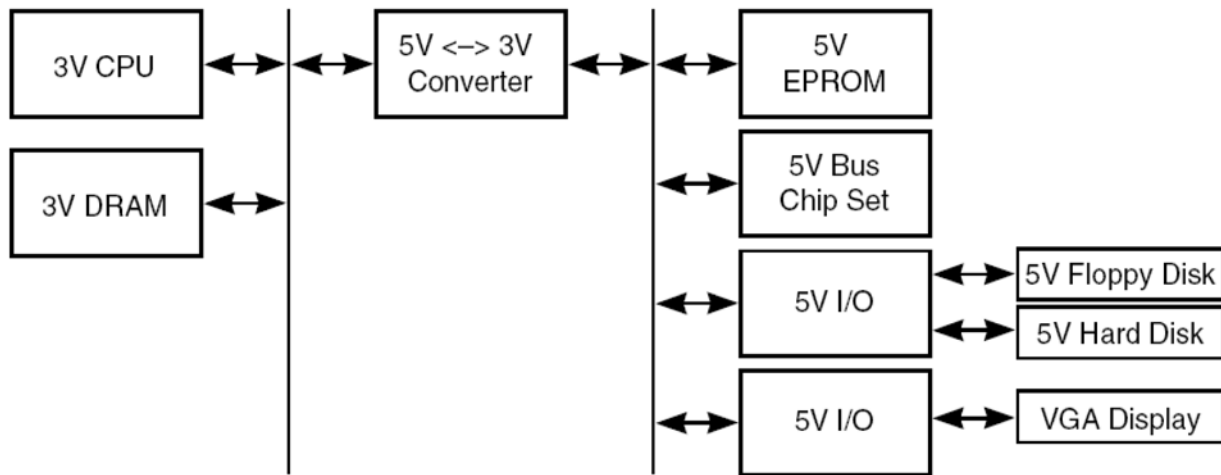 3V CPU
5V <–> 3V
Converter
5V
EPROM
3V DRAM
5V Bus
Chip Set
5V I/O
5V Floppy Disk
5V Hard Disk
5V I/O
VGA Display